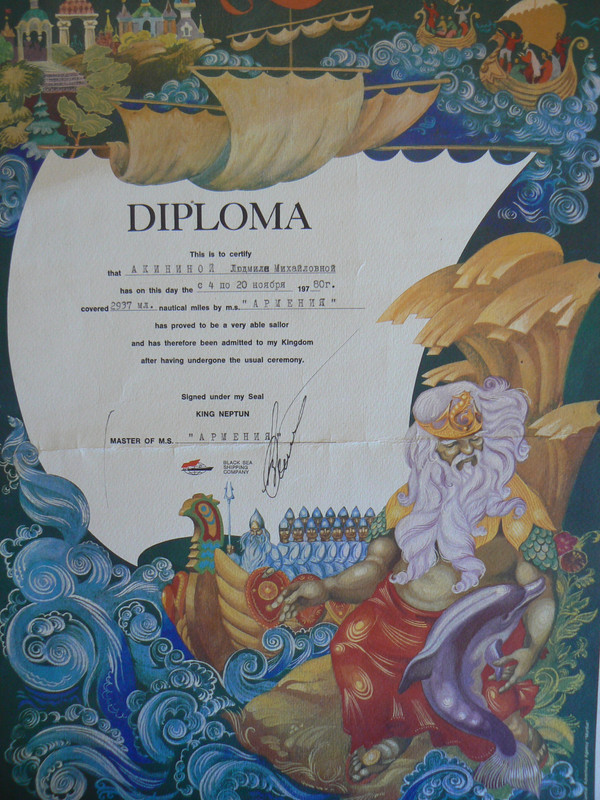 DIPLOMA
This is to certify
that АКИНИНОЙ Людмиле Михайловной
has on this day the с 4 по 20 ноября 1980г.
covered 2937 мл. nautical miles by m.s. "АРМЕНИЯ"
has proved to be a very able sailor
and has therefore been admitted to my Kingdom
after having undergone the usual ceremony.
Signed under my Seal
KING NEPTUN
MASTER OF M.S. "АРМЕНИЯ"
BLACK SEA
SHIPPING
COMPANY